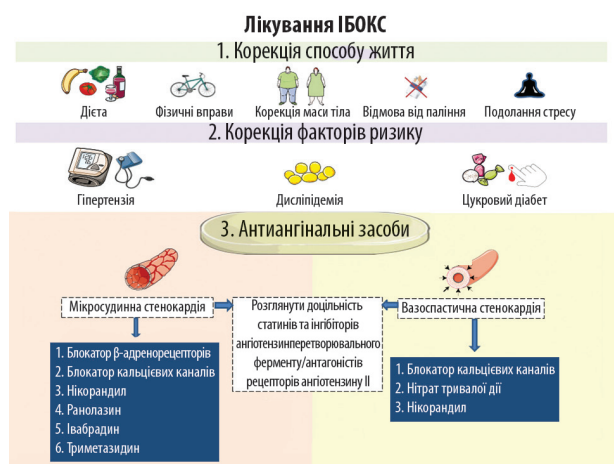 Лікування ІБОКС
1. Корекція способу життя
Дієта
Фізичні вправи
Корекція маси тіла
Відмова від паління
Подолання стресу
2. Корекція факторів ризику
Гіпертензія
Дисліпідемія
Цукровий діабет
3. Антиангінальні засоби
Мікросудинна стенокардія
Розглянути доцільність
статинів та інгібіторів
ангіотензинперетворювального
ферменту/антагоністів
рецепторів ангіотензину II
Вазоспастична стенокардія
1. Блокатор β-адренорецепторів
2. Блокатор кальцієвих каналів
3. Нікорандил
4. Ранолазин
5. Івабрадин
6. Триметазидин
1. Блокатор кальцієвих каналів
2. Нітрат тривалої дії
3. Нікорандил